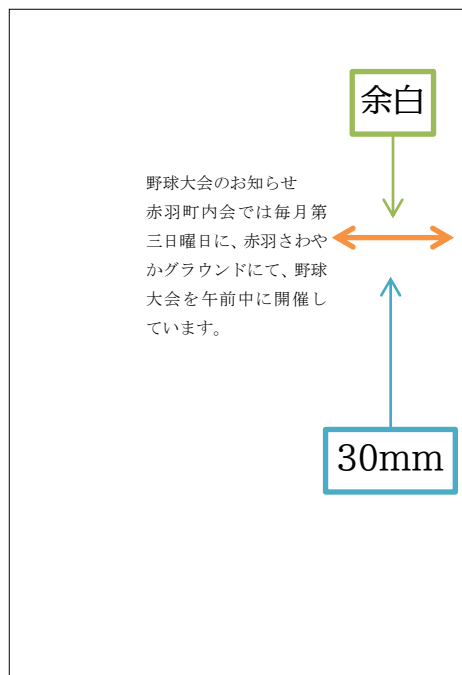 余白
野球大会のお知らせ
赤羽町内会では毎月第
三日曜日に、赤羽さわや
かグラウンドにて、野球
大会を午前中に開催し
ています。
30mm